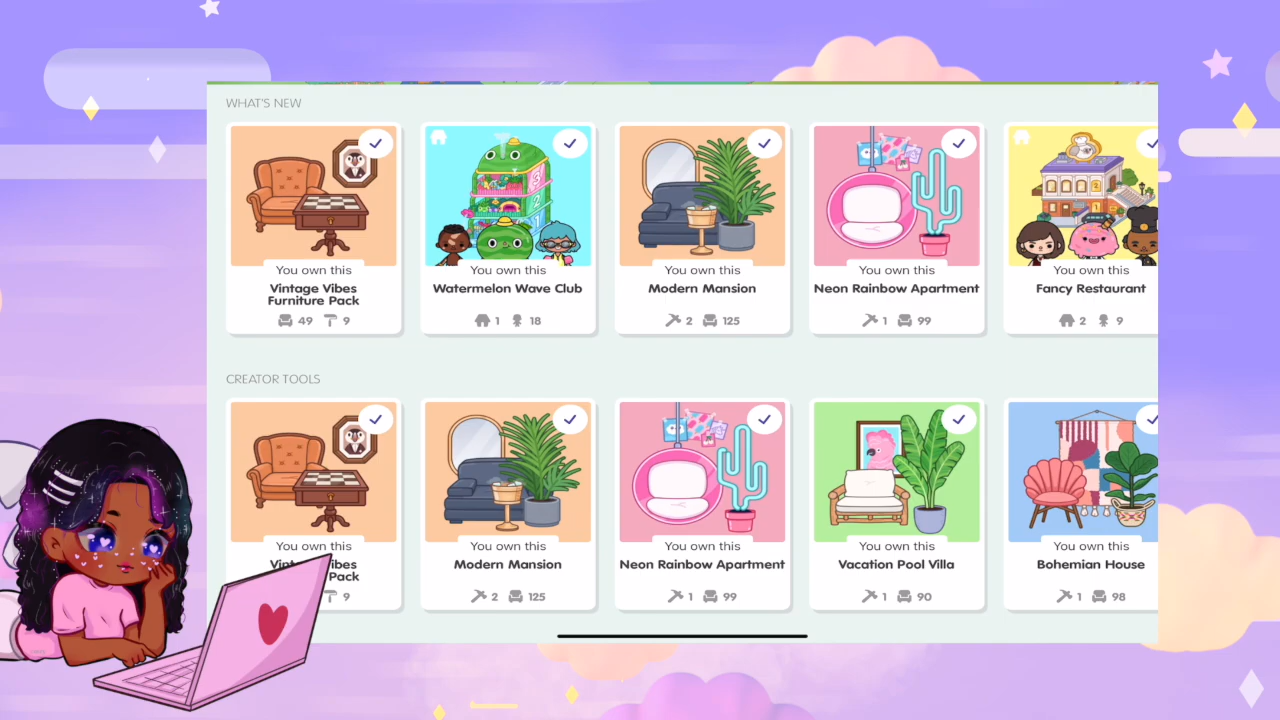 WHAT'S NEW
You own this
Vintage Vibes
Furniture Pack
49 9
You own this
Watermelon Wave Club
1 18
You own this
Modern Mansion
2 125
You own this
Neon Rainbow Apartment
1 99
You own this
Fancy Restaurant
2 9
CREATOR TOOLS
You own this
Vibes
Pack
9
You own this
Modern Mansion
2 125
You own this
Neon Rainbow Apartment
1 99
You own this
Vacation Pool Villa
1 90
You own this
Bohemian House
1 98